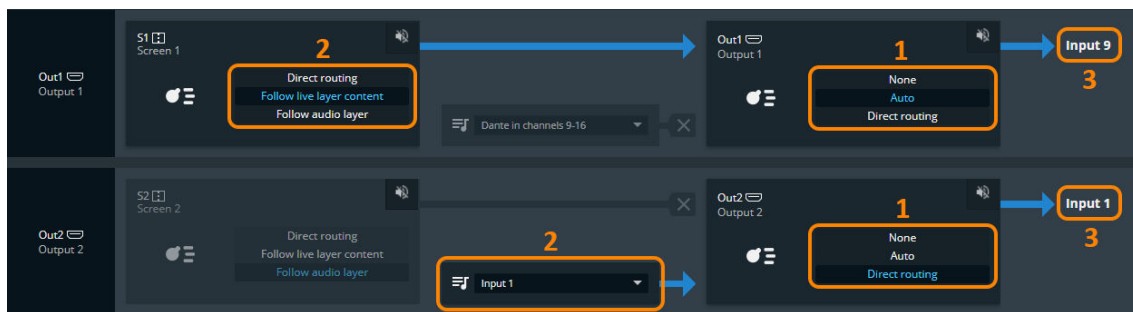 Out1
Output 1
S1
Screen 1
2
Direct routing
Follow live layer content
Follow audio layer
Dante in channels 9-16
Out1
Output 1
1
None
Auto
Direct routing
Input 9
3
Out2
Output 2
S2
Screen 2
Direct routing
Follow live layer content
Follow audio layer
2
Input 1
Out2
Output 2
1
None
Auto
Direct routing
Input 1
3